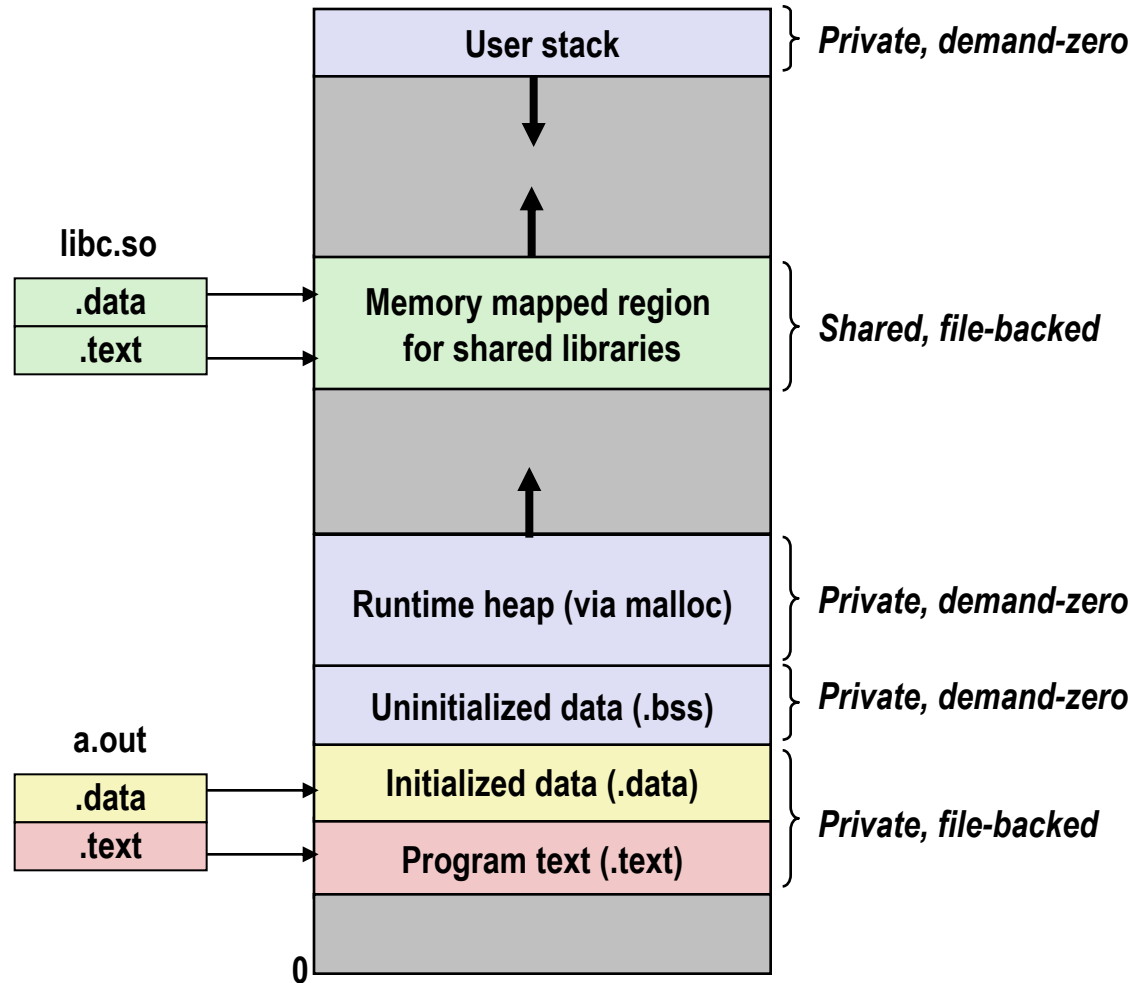 User stack
Private, demand-zero
libc.so
.data
.text
Memory mapped region
for shared libraries
Shared, file-backed
Runtime heap (via malloc)
Private, demand-zero
Uninitialized data (.bss)
Private, demand-zero
a.out
.data
.text
Initialized data (.data)
Program text (.text)
Private, file-backed
0